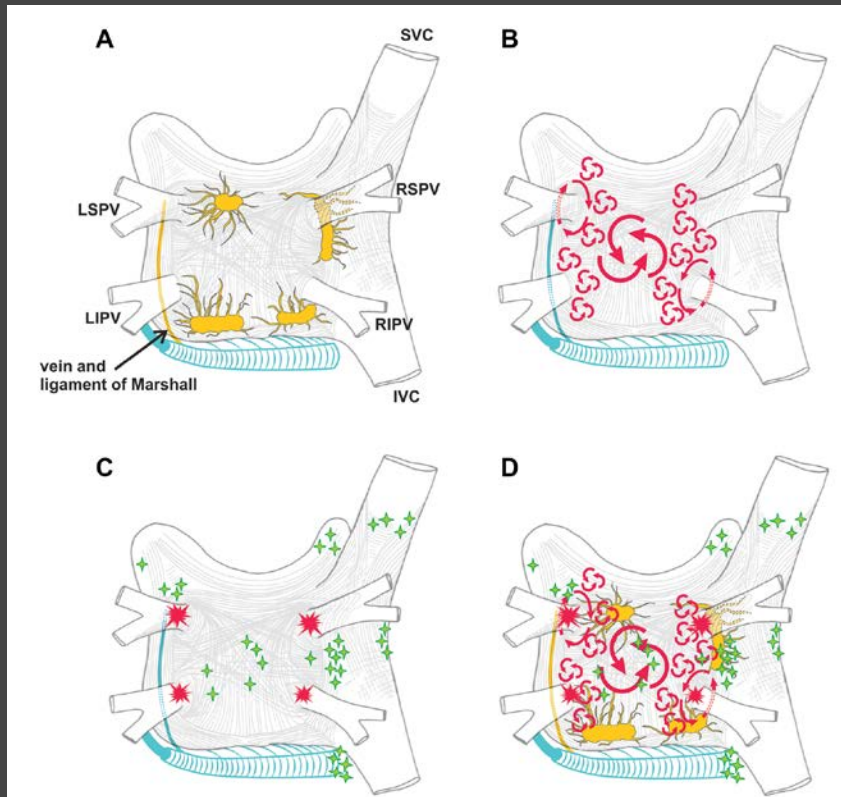 A
SVC
B
LSPV
RSPV
LIPV
RIPV
vein and
ligament of Marshall
IVC
C
D